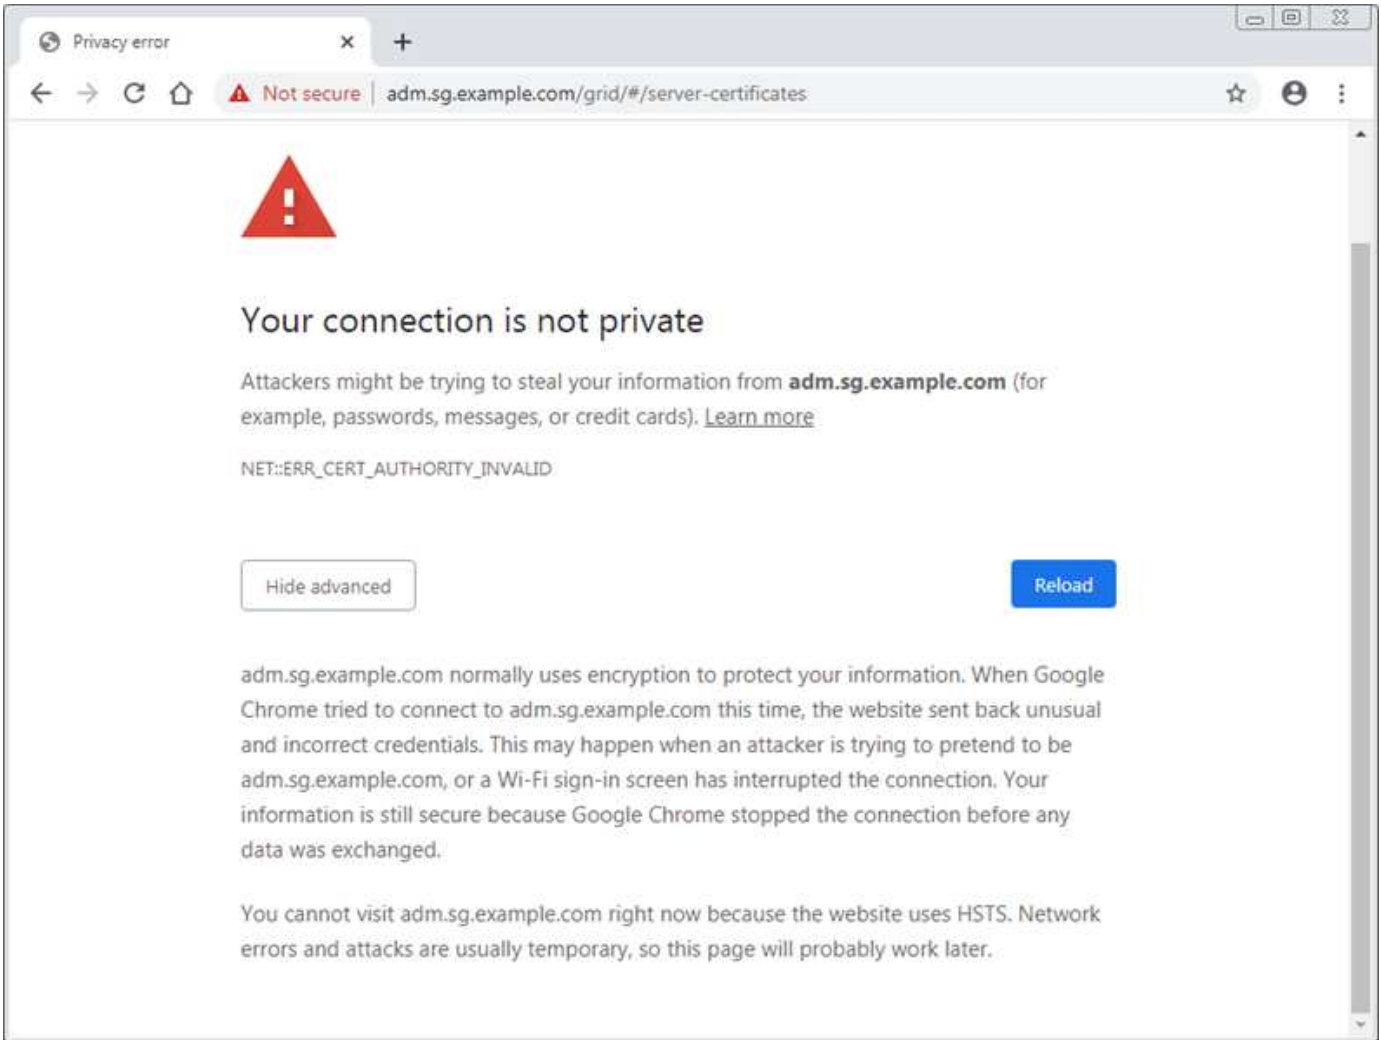 Privacy error
Not secure adm.sg.example.com/grid/#/server-certificates
Your connection is not private
Attackers might be trying to steal your information from adm.sg.example.com (for
example, passwords, messages, or credit cards). Learn more
NET::ERR_CERT_AUTHORITY_INVALID
Hide advanced
Reload
adm.sg.example.com normally uses encryption to protect your information. When Google
Chrome tried to connect to adm.sg.example.com this time, the website sent back unusual
and incorrect credentials. This may happen when an attacker is trying to pretend to be
adm.sg.example.com, or a Wi-Fi sign-in screen has interrupted the connection. Your
information is still secure because Google Chrome stopped the connection before any
data was exchanged.
You cannot visit adm.sg.example.com right now because the website uses HSTS. Network
errors and attacks are usually temporary, so this page will probably work later.